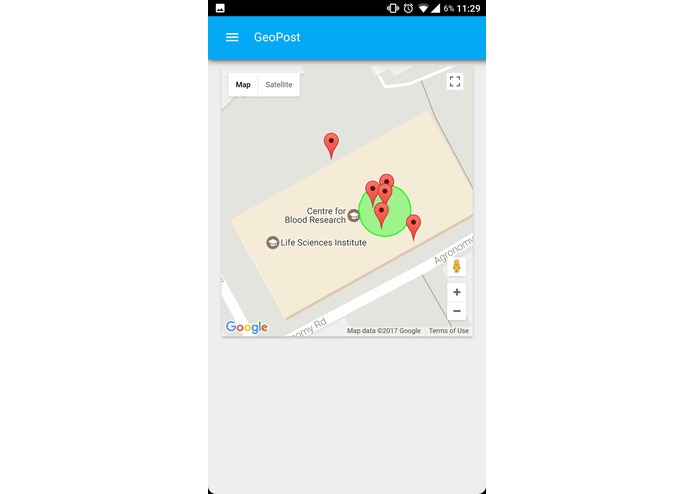 6% 11:29
GeoPost
Map Satellite
Centre for
Blood Research
Life Sciences Institute
Agronomy
omy Rd
Google
Map data ©2017 Google Terms of Use